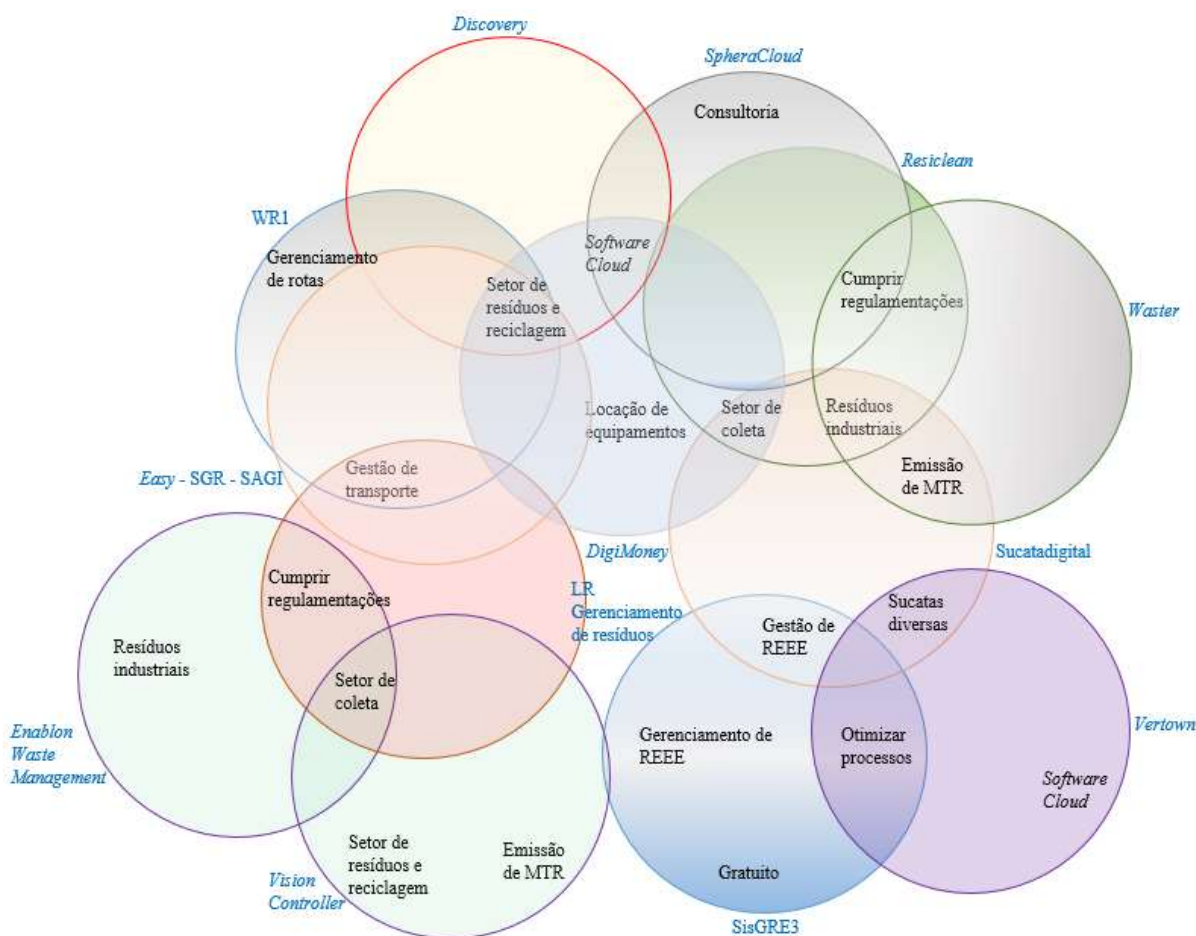 Discovery
SpheraCloud
Consultoria
Resiclean
WR1
Gerenciamento
de rotas
Software
Cloud
Setor de
resíduos e
reciclagem
Cumprir
regulamentações
Waster
Locação de
equipamentos
Setor de
coleta
Resíduos
industriais
Emissão
de MTR
Easy - SGR - SAGI
Gestão de
transporte
DigiMoney
Sucatadigital
Cumprir
regulamentações
LR
Gerenciamento
de resíduos
Sucatas
diversas
Gestão de
REEE
Resíduos
industriais
Setor de
coleta
Enablon
Waste
Management
Gerenciamento de
REEE
Otimizar
processos
Vertown
Software
Cloud
Setor de
resíduos e
reciclagem
Emissão
de MTR
Gratuito
Vision
Controller
SisGRE3